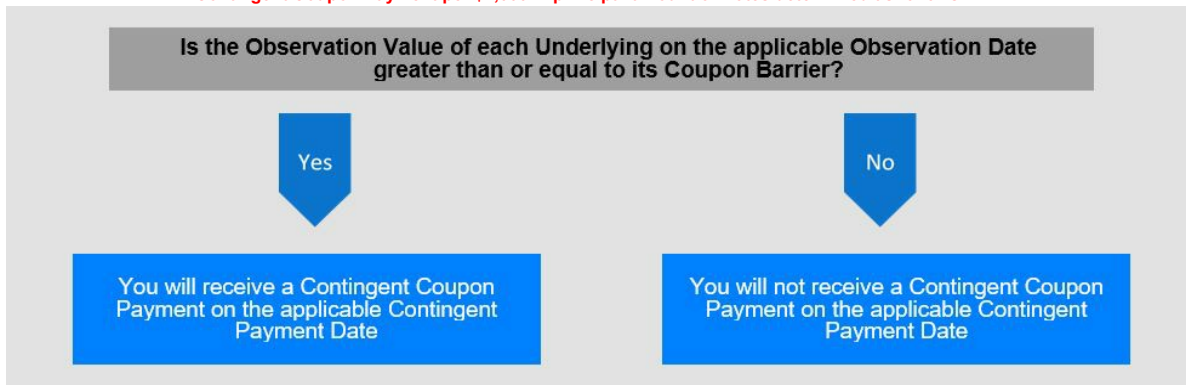 Is the Observation Value of each Underlying on the applicable Observation Date
greater than or equal to its Coupon Barrier?
Yes
No
You will receive a Contingent Coupon
Payment on the applicable Contingent
Payment Date
You will not receive a Contingent Coupon
Payment on the applicable Contingent
Payment Date